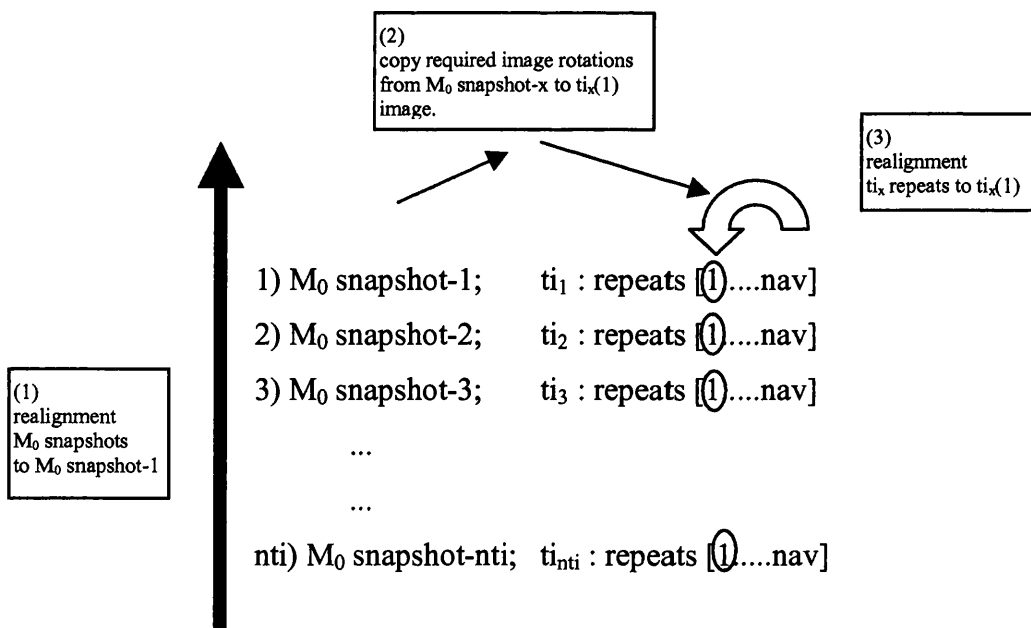 (2)
copy required image rotations
from M₀ snapshot-x to tiₓ(1)
image.
(3)
realignment
tiₓ repeats to tiₓ(1)
1) M₀ snapshot-1; ti₁ : repeats [1....nav]
2) M₀ snapshot-2; ti₂ : repeats [1....nav]
3) M₀ snapshot-3; ti₃ : repeats [1....nav]
(1)
realignment
M₀ snapshots
to M₀ snapshot-1
...
...
nti) M₀ snapshot-nti; tiₙₜᵢ : repeats [1.....nav]